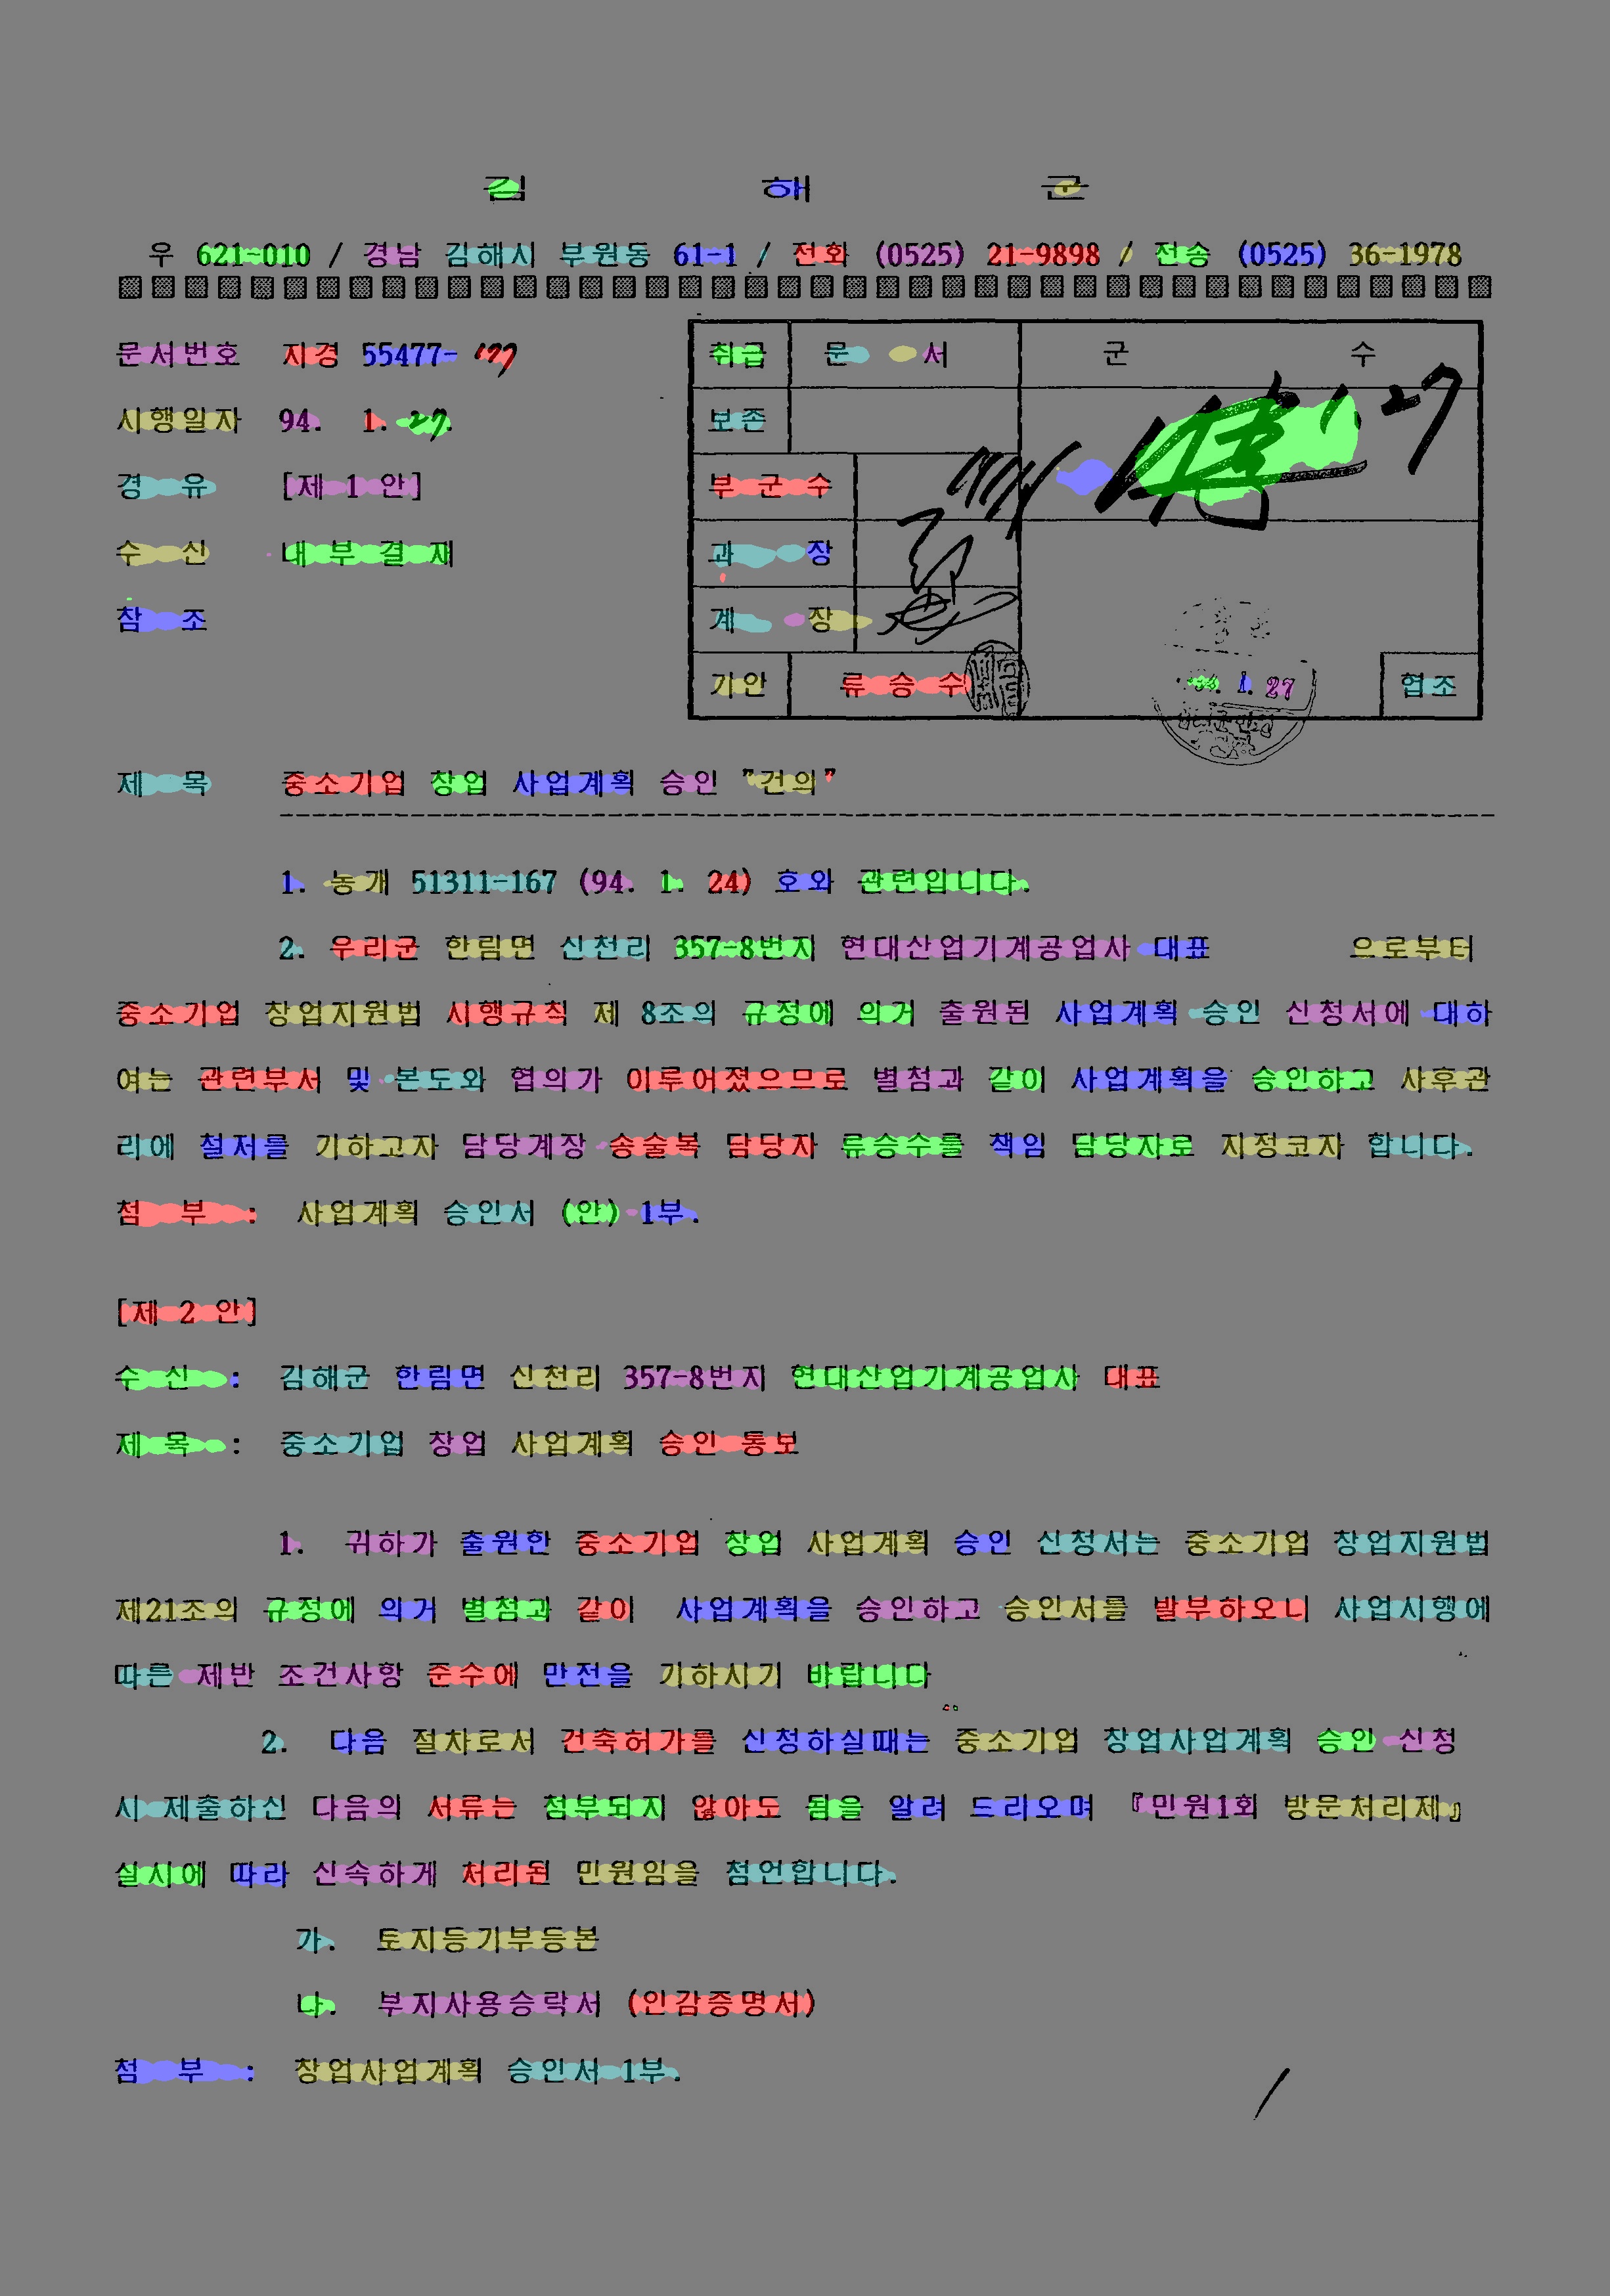 김 해 군
우 621-010 / 경남 김해시 부원동 61-1 / 전화 (0525) 21-9898 / 전송 (0525) 36-1978
문서번호 지경 55477-
시행일자 94. 1. 27.
경 유 [제 1 안]
수 신 내 부 결 재
참 조
취급 문 서 군 수
보존
27
부 군 수
과 장
계 장
기안 류 승 수
1. 27
협조
제 목 중소기업 창업 사업계획 승인 "건의"
1. 농개 51311-167 (94. 1. 24) 호와 관련입니다.
2. 우리군 한림면 신천리 357-8번지 현대산업기계공업사 대표 으로부터
중소기업 창업지원법 시행규칙 제 8조의 규정에 의거 출원된 사업계획 승인 신청서에 대하
여는 관련부서 및 본도와 협의가 이루어졌으므로 별첨과 같이 사업계획을 승인하고 사후관
리에 철저를 기하고자 담당계장 송술복 담당자 류승수를 책임 담당자로 지정코자 합니다.
첨 부 : 사업계획 승인서 (안) 1부.
[제 2 안]
수 신 : 김해군 한림면 신천리 357-8번지 현대산업기계공업사 대표
제 목 : 중소기업 창업 사업계획 승인 통보
1. 귀하가 출원한 중소기업 창업 사업계획 승인 신청서는 중소기업 창업지원법
제21조의 규정에 의거 별첨과 같이 사업계획을 승인하고 승인서를 발부하오니 사업시행에
따른 제반 조건사항 준수에 만전을 기하시기 바랍니다
2. 다음 절차로서 건축허가를 신청하실때는 중소기업 창업사업계획 승인 신청
시 제출하신 다음의 서류는 첨부되지 않아도 됨을 알려 드리오며 『민원1회 방문처리제』
실시에 따라 신속하게 처리된 민원임을 첨언합니다.
가. 토지등기부등본
나. 부지사용승락서 (인감증명서)
첨 부 : 창업사업계획 승인서 1부.